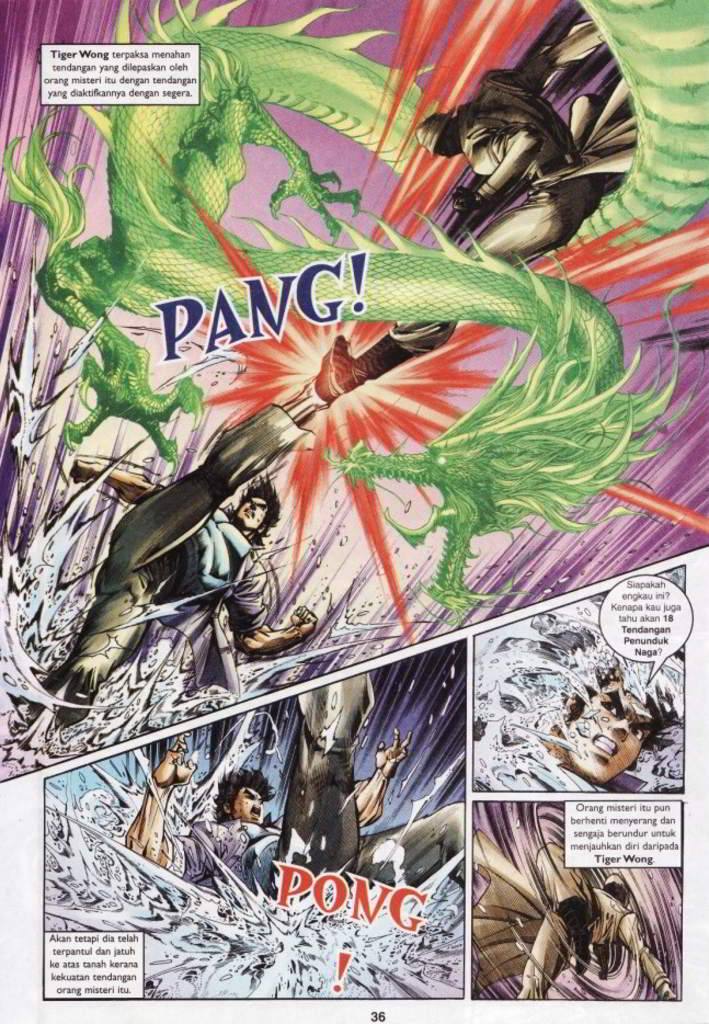 Tiger Wong terpaksa menahan
tendangan yang dilepaskan oleh
orang misteri itu dengan tendangan
yang diaktifkannya dengan segera.
PANG!
Siapakah
engkau ini?
Kenapa kau juga
tahu akan 18
Tendangan
Penunduk
Naga?
PONG
!
Akan tetapi dia telah
terpantul dan jatuh
ke atas tanah kerana
kekuatan tendangan
orang misteri itu.
Orang misteri itu pun
berhenti menyerang dan
sengaja berundur untuk
menjauhkan diri daripada
Tiger Wong.
36